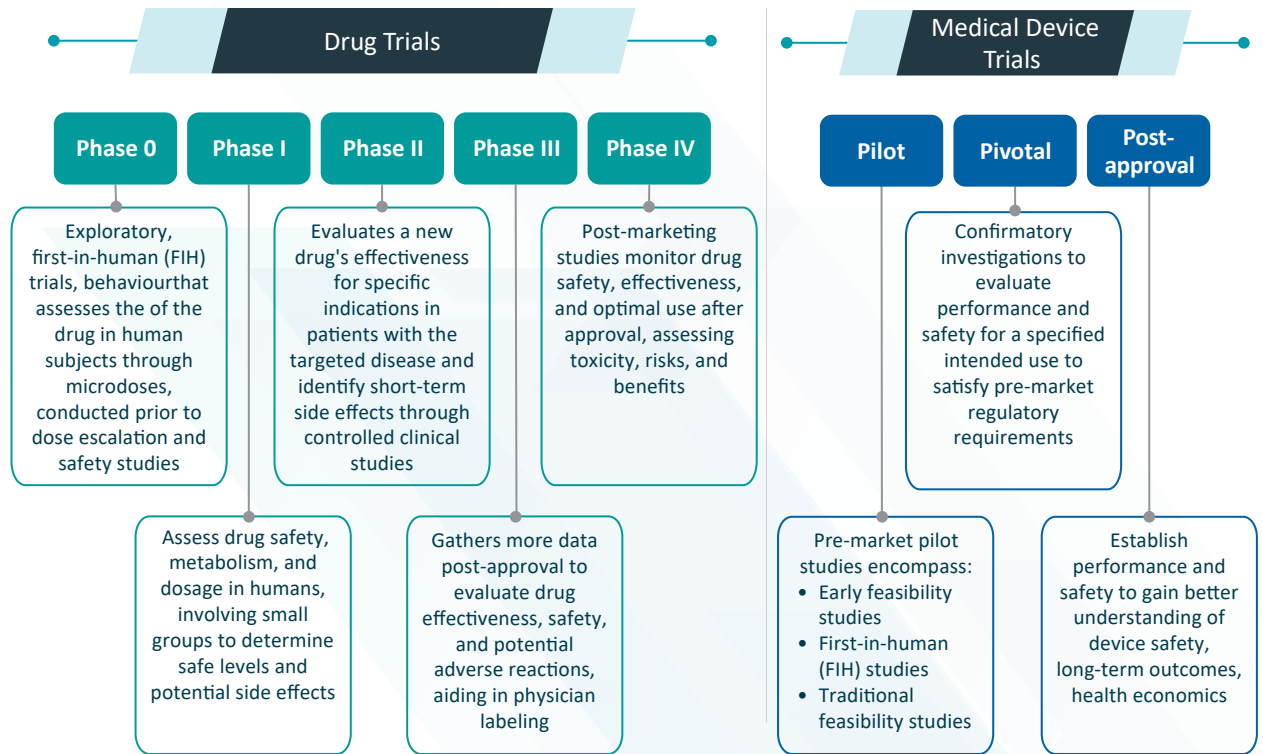 Drug Trials
Medical Device
Trials
Phase 0
Phase I
Phase II
Phase III
Phase IV
Pilot
Pivotal
Post-
approval
Exploratory,
first-in-human (FIH)
trials, behaviourthat
assesses the of the
drug in human
subjects through
microdoses,
conducted prior to
dose escalation and
safety studies
Evaluates a new
drug's effectiveness
for specific
indications in
patients with the
targeted disease and
identify short-term
side effects through
controlled clinical
studies
Post-marketing
studies monitor drug
safety, effectiveness,
and optimal use after
approval, assessing
toxicity, risks, and
benefits
Confirmatory
investigations to
evaluate
performance and
safety for a specified
intended use to
satisfy pre-market
regulatory
requirements
Assess drug safety,
metabolism, and
dosage in humans,
involving small
groups to determine
safe levels and
potential side effects
Gathers more data
post-approval to
evaluate drug
effectiveness, safety,
and potential
adverse reactions,
aiding in physician
labeling
Pre-market pilot
studies encompass:
• Early feasibility
studies
• First-in-human
(FIH) studies
• Traditional
feasibility studies
Establish
performance and
safety to gain better
understanding of
device safety,
long-term outcomes,
health economics